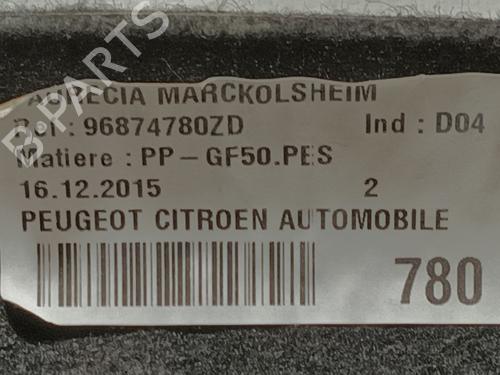 B-PARTS
FAURECIA MARCKOLSHEIM
Ref : 96874780ZD Ind : D04
Matiere : PP-GF50.PES
16.12.2015 2
PEUGEOT CITROEN AUTOMOBILE
780